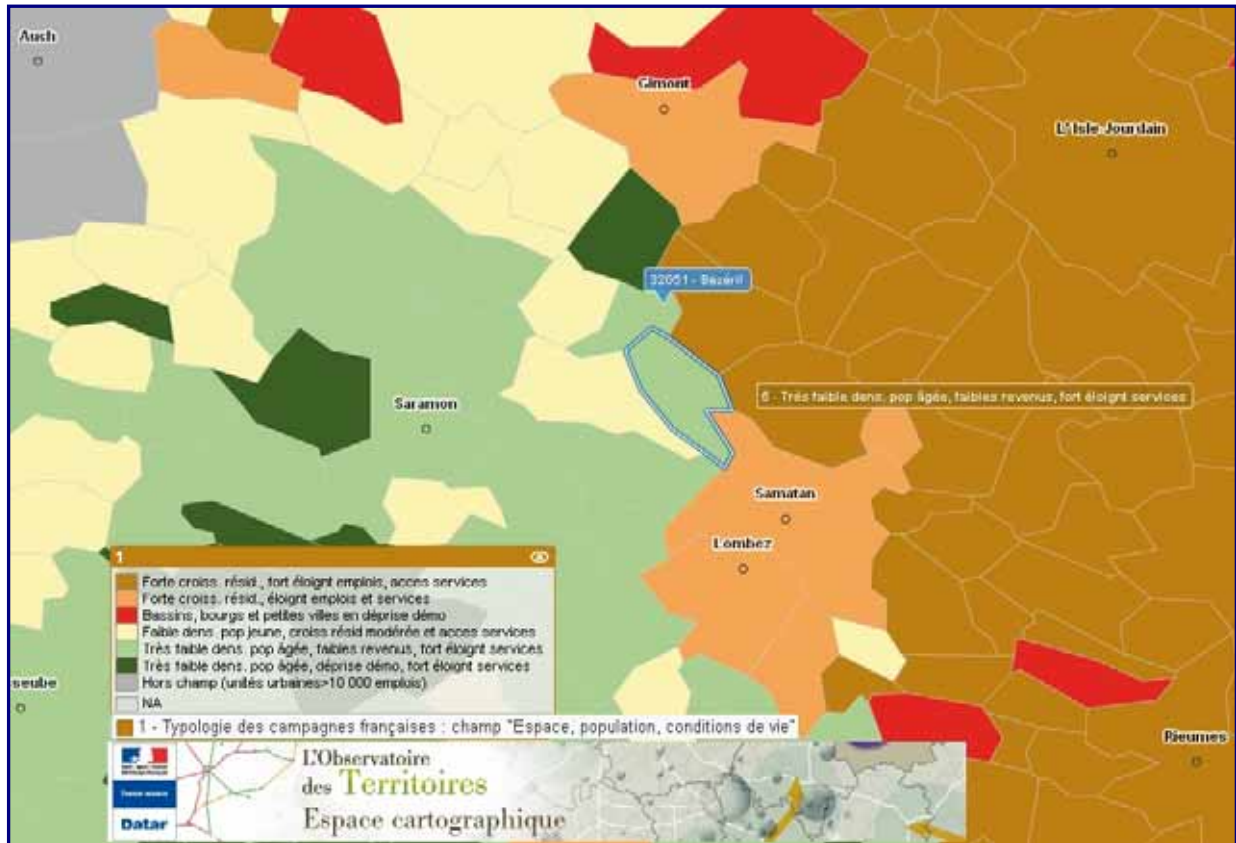 Auch
Gimont
L'Isle-Jourdain
32051 - Bézéril
6 - Très faible dens. pop âgée, faibles revenus, fort éloignt services
Saramon
Samatan
Lombez
1
Forte croiss. résid., fort éloignt emplois, acces services
Forte croiss. résid., éloignt emplois et services
Bassins, bourgs et petites villes en déprise démo
Faible dens. pop jeune, croiss résid modérée et acces services
Très faible dens. pop âgée, faibles revenus, fort éloignt services
Très faible dens. pop âgée, déprise démo, fort éloignt services
Hors champ (unités urbaines>10 000 emplois)
NA
seube
1 - Typologie des campagnes françaises : champ "Espace, population, conditions de vie"
Rieumes
L'Observatoire
des Territoires
Espace cartographique
Datar